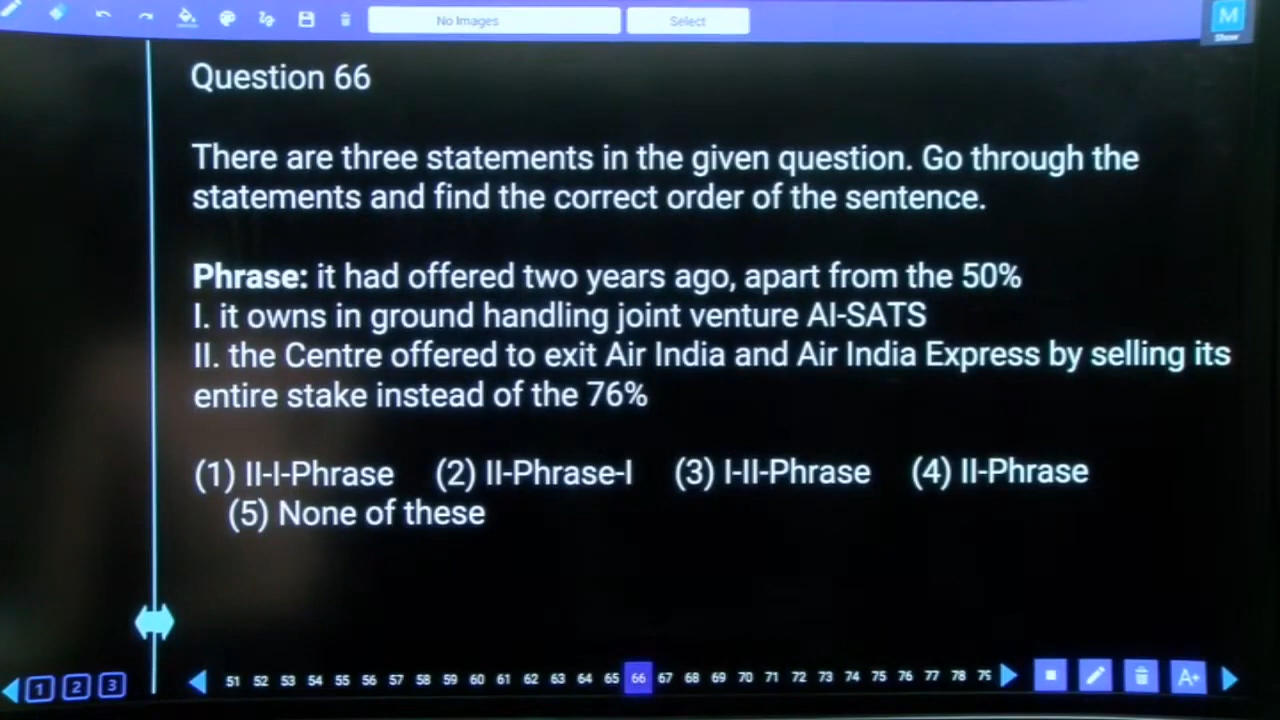 No Images
Select
M
Show
Question 66
There are three statements in the given question. Go through the
statements and find the correct order of the sentence.
Phrase: it had offered two years ago, apart from the 50%
I. it owns in ground handling joint venture AI-SATS
II. the Centre offered to exit Air India and Air India Express by selling its
entire stake instead of the 76%
(1) II-I-Phrase (2) II-Phrase-I (3) I-II-Phrase (4) II-Phrase
(5) None of these
1 2 3 51 52 53 54 55 56 57 58 59 60 61 62 63 64 65 66 67 68 69 70 71 72 73 74 75 76 77 78 79 A+